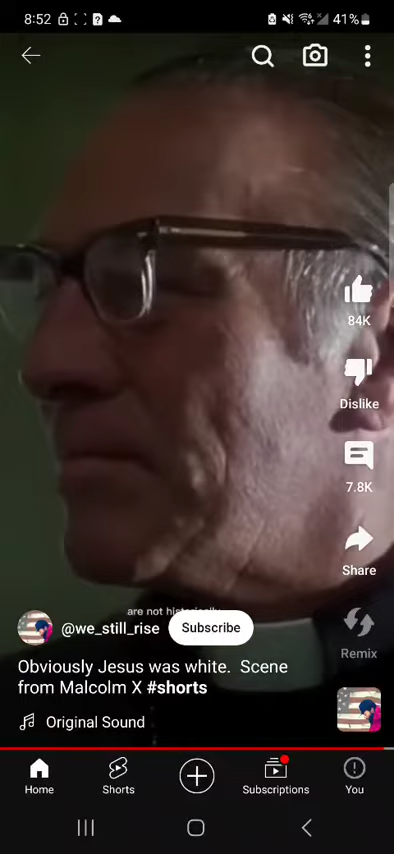 8:52
41%
84K
Dislike
7.8K
Share
are not historically
@we_still_rise Subscribe
Remix
Obviously Jesus was white. Scene
from Malcolm X #shorts
Original Sound
Home Shorts Subscriptions You